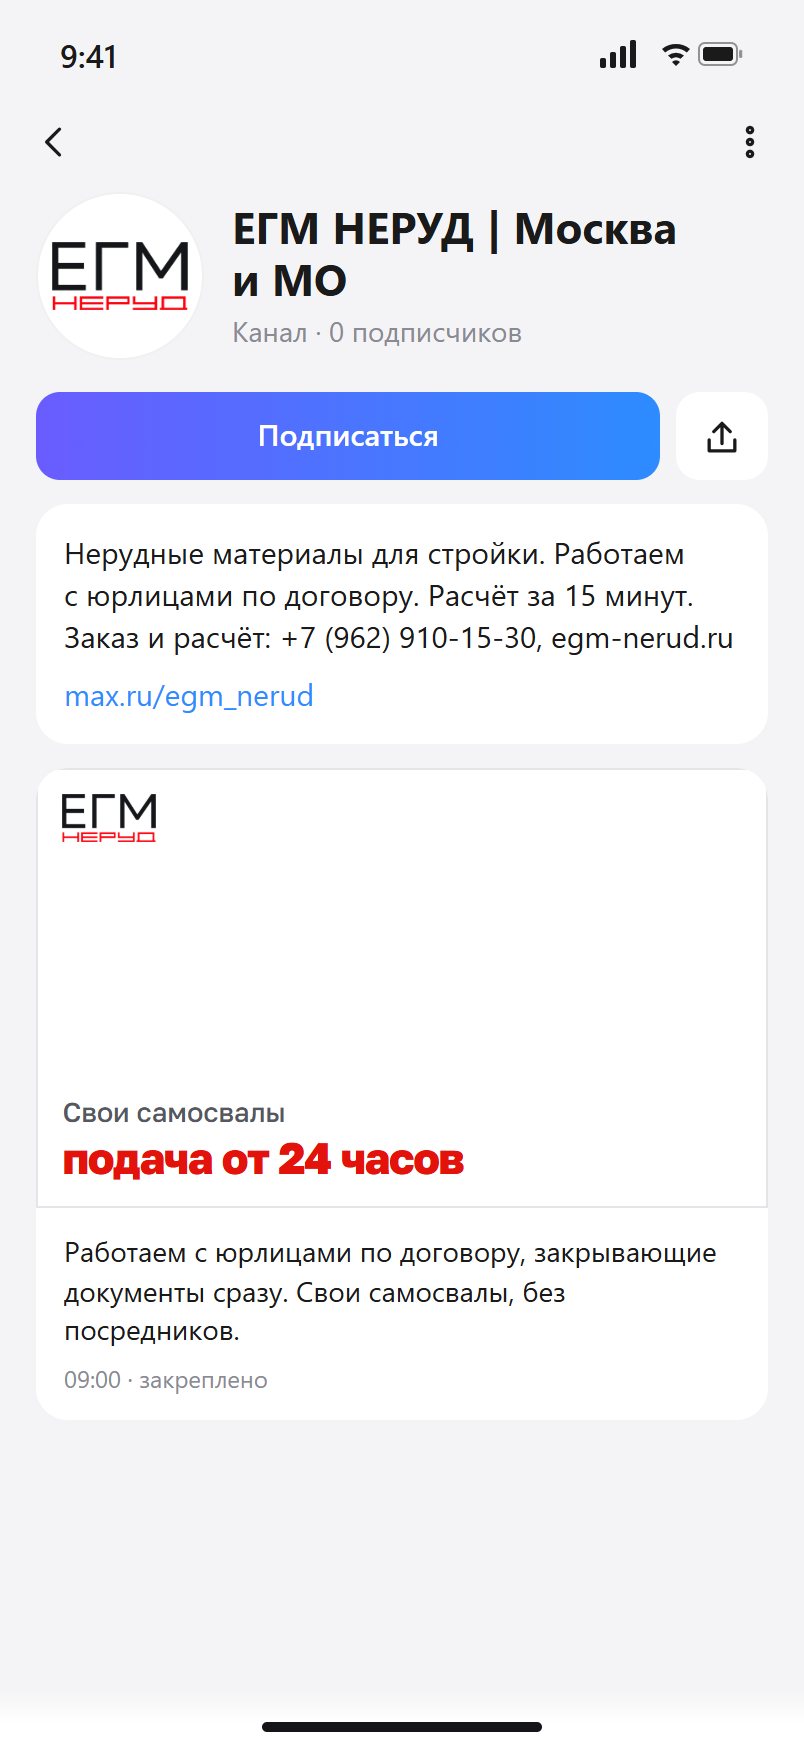 9:41
ЕГМ
НЕРУД
ЕГМ НЕРУД | Москва
и МО
Канал · 0 подписчиков
Подписаться
Нерудные материалы для стройки. Работаем
с юрлицами по договору. Расчёт за 15 минут.
Заказ и расчёт: +7 (962) 910-15-30, egm-nerud.ru
max.ru/egm_nerud
ЕГМ
НЕРУД
Свои самосвалы
подача от 24 часов
Работаем с юрлицами по договору, закрывающие
документы сразу. Свои самосвалы, без
посредников.
09:00 · закреплено